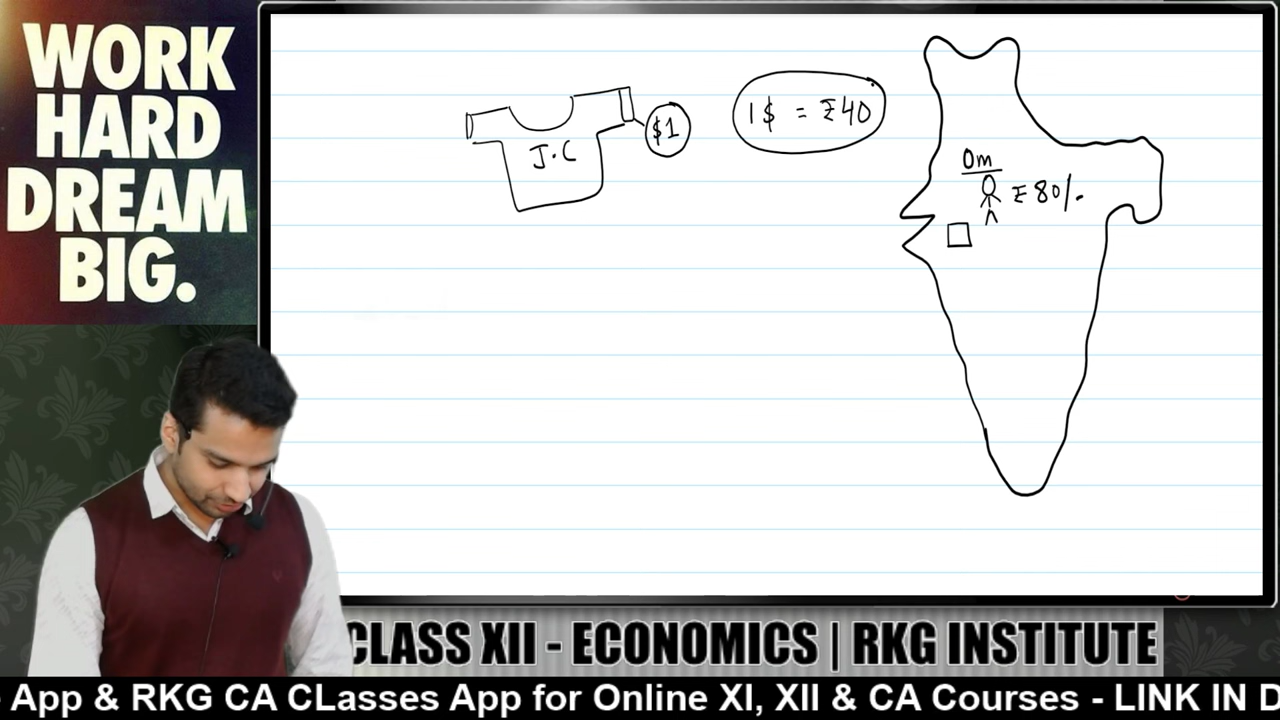 WORK
HARD
DREAM
BIG.
J.C
$1
1$ = ₹40
Om
₹80/-
CLASS XII - ECONOMICS | RKG INSTITUTE
App & RKG CA CLasses App for Online XI, XII & CA Courses - LINK IN